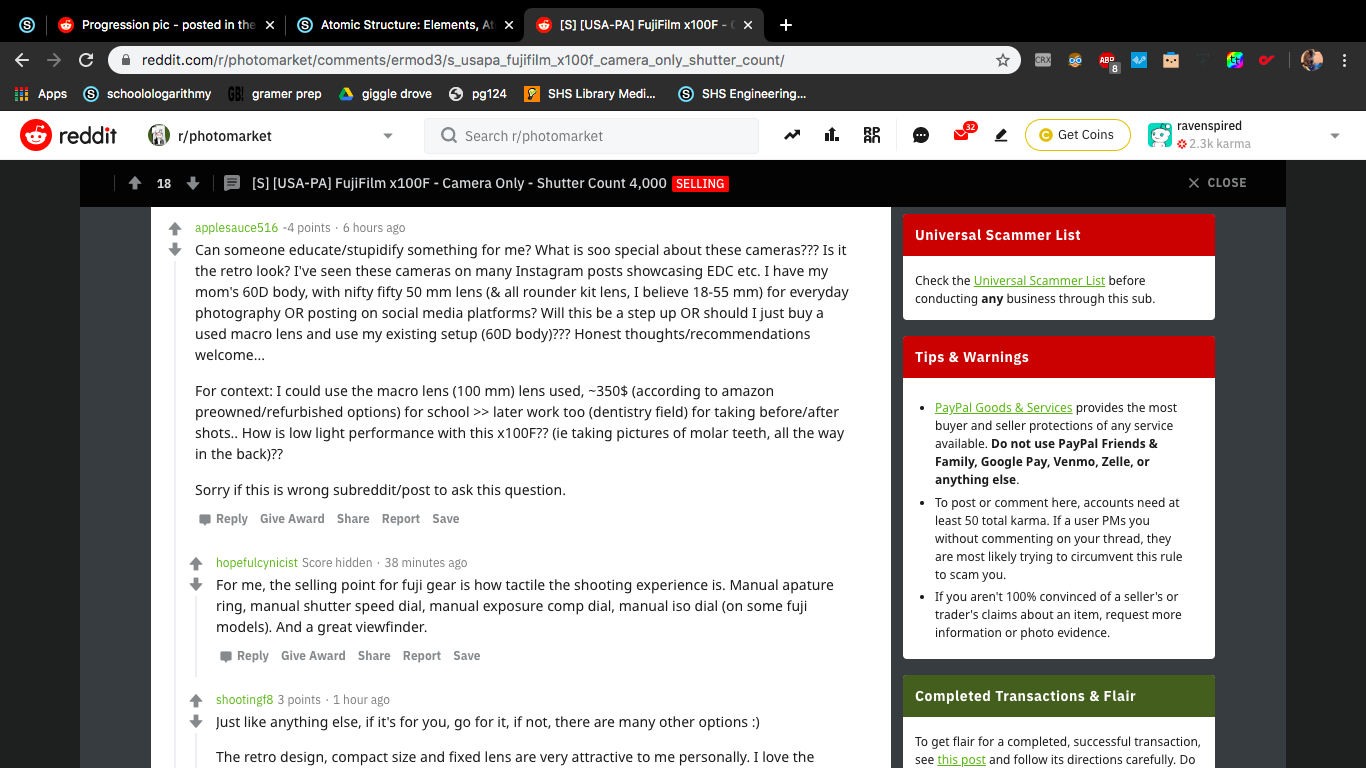 Progression pic - posted in the
Atomic Structure: Elements, At
[S] [USA-PA] FujiFilm x100F - C
reddit.com/r/photomarket/comments/ermod3/s_usapa_fujifilm_x100f_camera_only_shutter_count/
CRX
ABP
8
Apps
schoolologarithmy
GB!
gramer prep
giggle drove
pg124
SHS Library Medi...
SHS Engineering...
reddit
r/photomarket
Search r/photomarket
32
Get Coins
ravenspired
2.3k karma
18
[S] [USA-PA] FujiFilm x100F - Camera Only - Shutter Count 4,000 SELLING
CLOSE
applesauce516 -4 points · 6 hours ago
Can someone educate/stupidify something for me? What is soo special about these cameras??? Is it
the retro look? I've seen these cameras on many Instagram posts showcasing EDC etc. I have my
mom's 60D body, with nifty fifty 50 mm lens (& all rounder kit lens, I believe 18-55 mm) for everyday
photography OR posting on social media platforms? Will this be a step up OR should I just buy a
used macro lens and use my existing setup (60D body)??? Honest thoughts/recommendations
welcome...
For context: I could use the macro lens (100 mm) lens used, ~350$ (according to amazon
preowned/refurbished options) for school >> later work too (dentistry field) for taking before/after
shots.. How is low light performance with this x100F?? (ie taking pictures of molar teeth, all the way
in the back)??
Sorry if this is wrong subreddit/post to ask this question.
Reply Give Award Share Report Save
hopefulcynicist Score hidden · 38 minutes ago
For me, the selling point for fuji gear is how tactile the shooting experience is. Manual apature
ring, manual shutter speed dial, manual exposure comp dial, manual iso dial (on some fuji
models). And a great viewfinder.
Reply Give Award Share Report Save
shootingf8 3 points · 1 hour ago
Just like anything else, if it's for you, go for it, if not, there are many other options :)
The retro design, compact size and fixed lens are very attractive to me personally. I love the
Universal Scammer List
Check the Universal Scammer List before
conducting any business through this sub.
Tips & Warnings
PayPal Goods & Services provides the most
buyer and seller protections of any service
available. Do not use PayPal Friends &
Family, Google Pay, Venmo, Zelle, or
anything else.
To post or comment here, accounts need at
least 50 total karma. If a user PMs you
without commenting on your thread, they
are most likely trying to circumvent this rule
to scam you.
If you aren't 100% convinced of a seller's or
trader's claims about an item, request more
information or photo evidence.
Completed Transactions & Flair
To get flair for a completed, successful transaction,
see this post and follow its directions carefully. Do